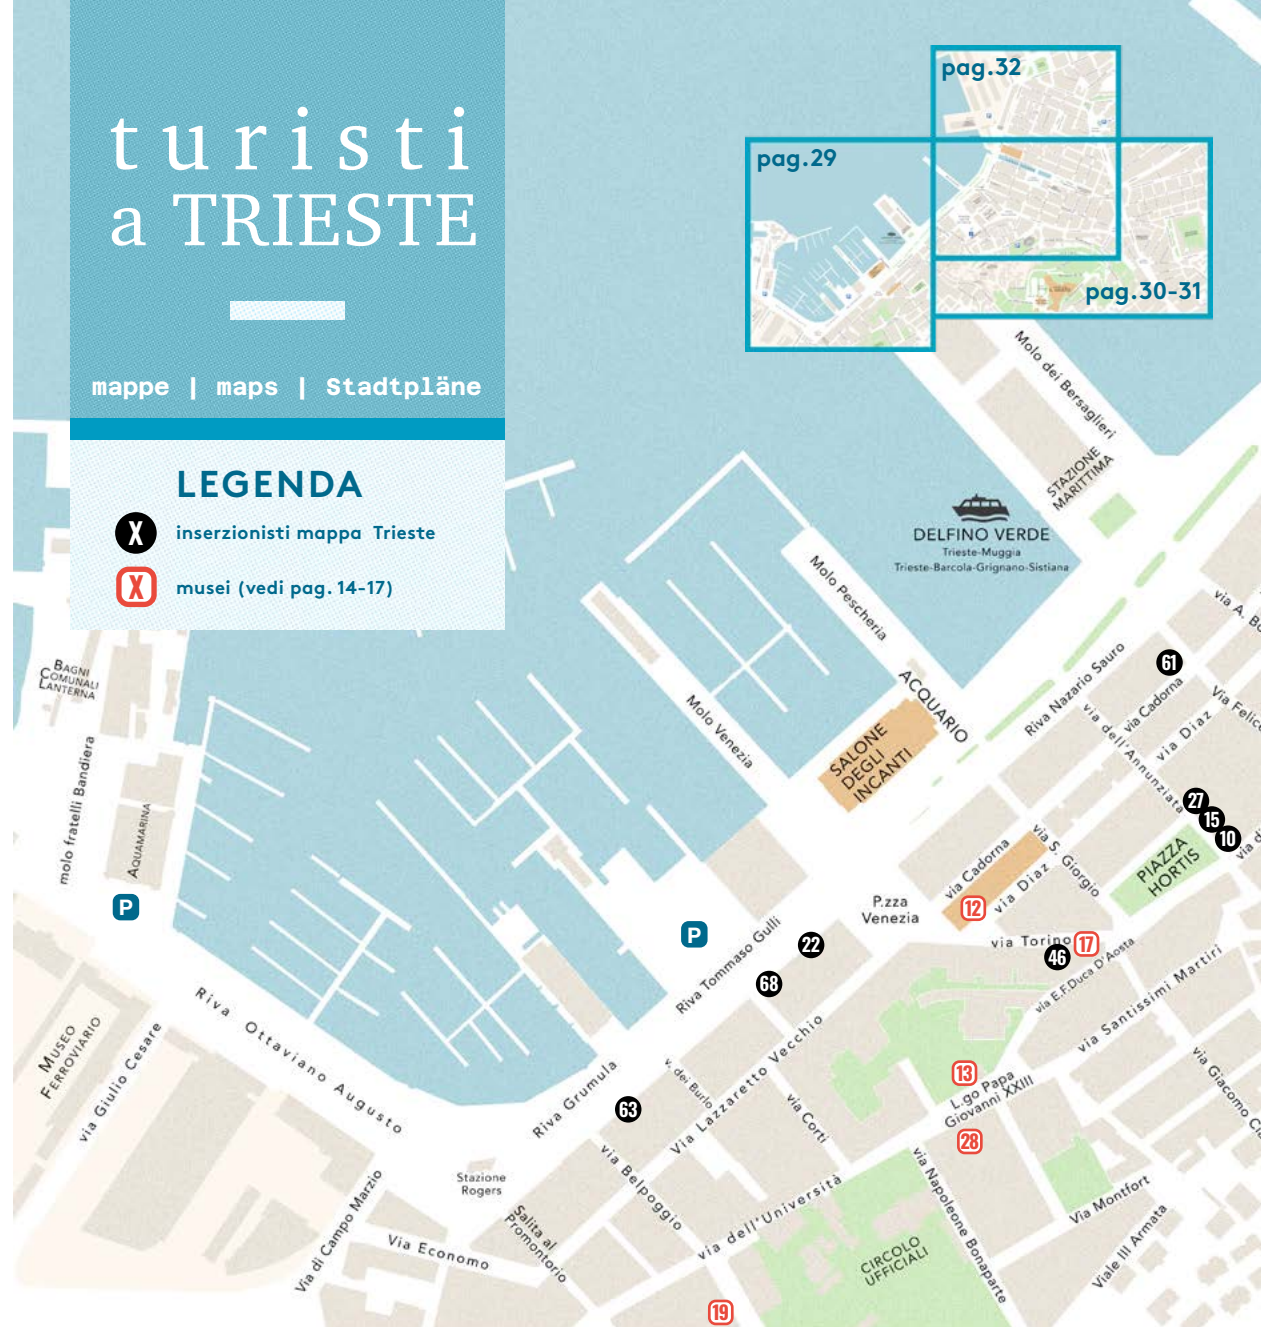 turisti
a TRIESTE
mappe | maps | Stadtpläne
LEGENDA
X inserzionisti mappa Trieste
X musei (vedi pag. 14-17)
pag.32
pag.29
pag.30-31
Molo dei Bersaglieri
STAZIONE
MARITTIMA
DELFINO VERDE
Trieste-Muggia
Trieste-Barcola-Grignano-Sistiana
Molo Pescheria
ACQUARIO
SALONE
DEGLI
INCANTI
Molo Venezia
Riva Nazario Sauro
via A. Bo
61
via Cadorna
Via Felice
via Diaz
via dell'Annunziata
27
15
10
via d
PIAZZA
HORTIS
via S. Giorgio
via Cadorna
via Diaz
12
P.zza
Venezia
via Torino
17
46
via E.F.Duca D'Aosta
via Santissimi Martiri
via Giacomo Ci
BAGNI
COMUNALI
LANTERNA
molo fratelli Bandiera
AQUAMARINA
P
P
Riva Tommaso Gulli
22
68
MUSEO
FERROVIARIO
via Giulio Cesare
Riva Ottaviano Augusto
Riva Grumula
63
v. dei Burlo
Via Lazzaretto Vecchio
via Corti
13
L.go Papa
Giovanni XXIII
28
Stazione
Rogers
via Belpoggio
via dell'Università
via Napoleone Bonaparte
Via Montfort
Viale III Armata
CIRCOLO
UFFICIALI
Via di Campo Marzio
Via Economo
Salita al
Promontorio
19